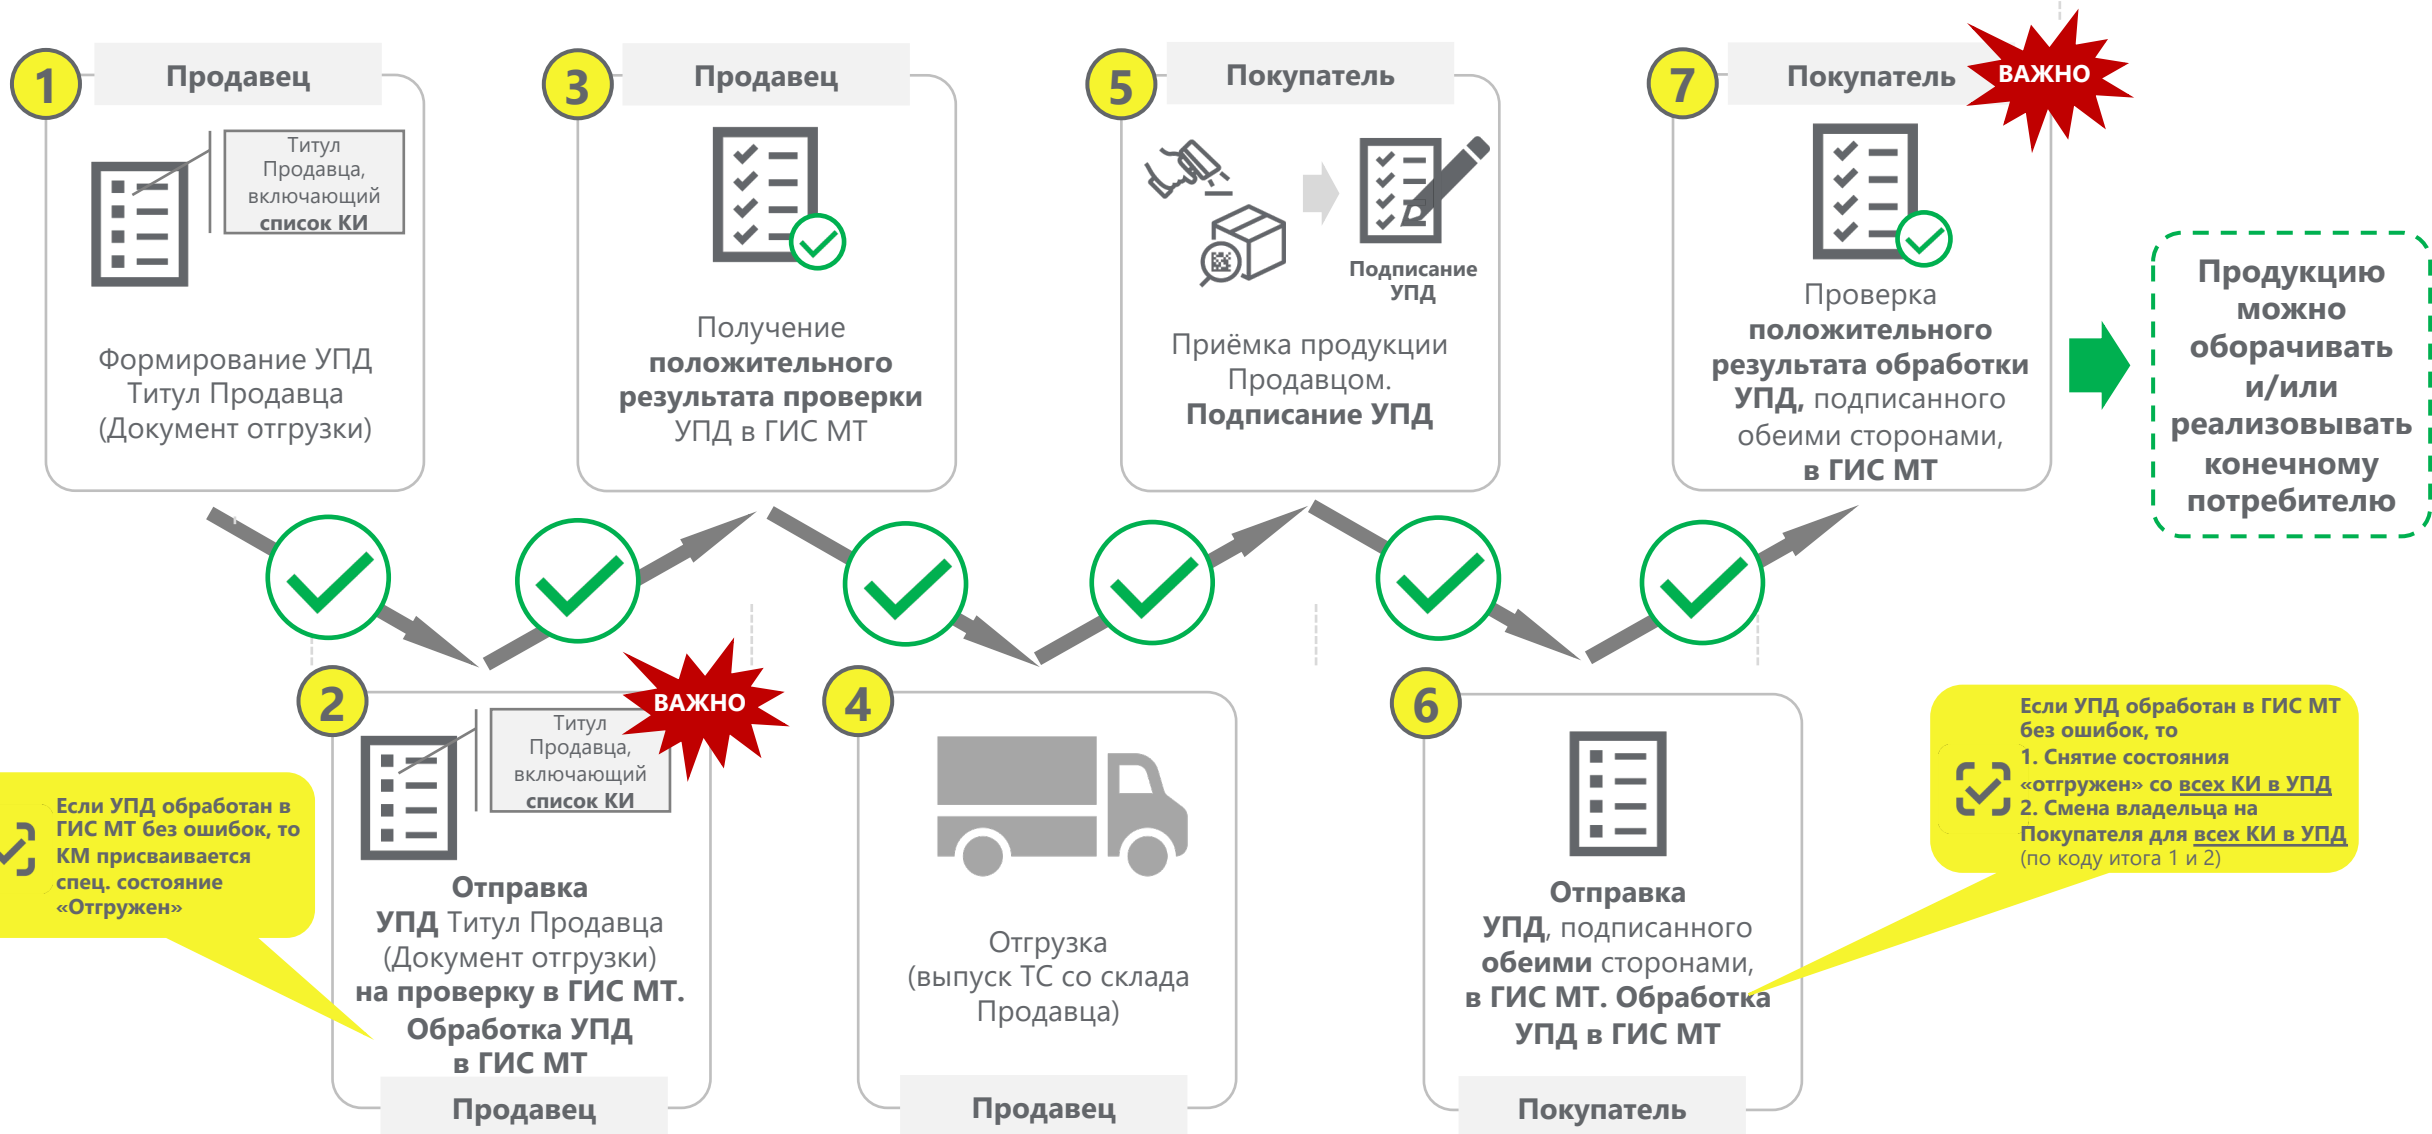 1
Продавец
Титул
Продавца,
включающий
список КИ
Формирование УПД
Титул Продавца
(Документ отгрузки)
3
Продавец
Получение
положительного
результата проверки
УПД в ГИС МТ
5
Покупатель
Подписание
УПД
Приёмка продукции
Продавцом.
Подписание УПД
7
Покупатель
ВАЖНО
Проверка
положительного
результата обработки
УПД, подписанного
обеими сторонами,
в ГИС МТ
Продукцию
можно
оборачивать
и/или
реализовывать
конечному
потребителю
Если УПД обработан в
ГИС МТ без ошибок, то
КМ присваивается
спец. состояние
«Отгружен»
2
ВАЖНО
Титул
Продавца,
включающий
список КИ
Отправка
УПД Титул Продавца
(Документ отгрузки)
на проверку в ГИС МТ.
Обработка УПД
в ГИС МТ
Продавец
4
Отгрузка
(выпуск ТС со склада
Продавца)
Продавец
6
Отправка
УПД, подписанного
обеими сторонами,
в ГИС МТ. Обработка
УПД в ГИС МТ
Покупатель
Если УПД обработан в ГИС МТ
без ошибок, то
1. Снятие состояния
«отгружен» со всех КИ в УПД
2. Смена владельца на
Покупателя для всех КИ в УПД
(по коду итога 1 и 2)